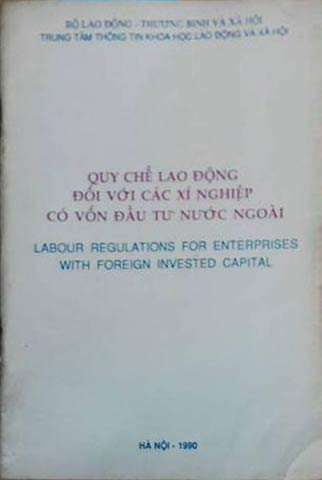 BỘ LAO ĐỘNG - THƯƠNG BINH VÀ XÃ HỘI
TRUNG TÂM THÔNG TIN KHOA HỌC LAO ĐỘNG VÀ XÃ HỘI
QUY CHẾ LAO ĐỘNG
ĐỐI VỚI CÁC XÍ NGHIỆP
CÓ VỐN ĐẦU TƯ NƯỚC NGOÀI
LABOUR REGULATIONS FOR ENTERPRISES
WITH FOREIGN INVESTED CAPITAL
HÀ NỘI - 1990